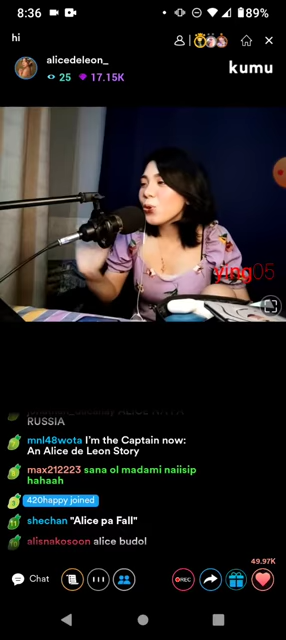 8:36
89%
hi
alicedeleon_
25 17.15K
kumu
ying05
RUSSIA
mnl48wota I'm the Captain now:
An Alice de Leon Story
max212223 sana ol madami naiisip
hahaah
420happy joined
shechan "Alice pa Fall"
alisnakosoon alice budol
49.97K
Chat
REC